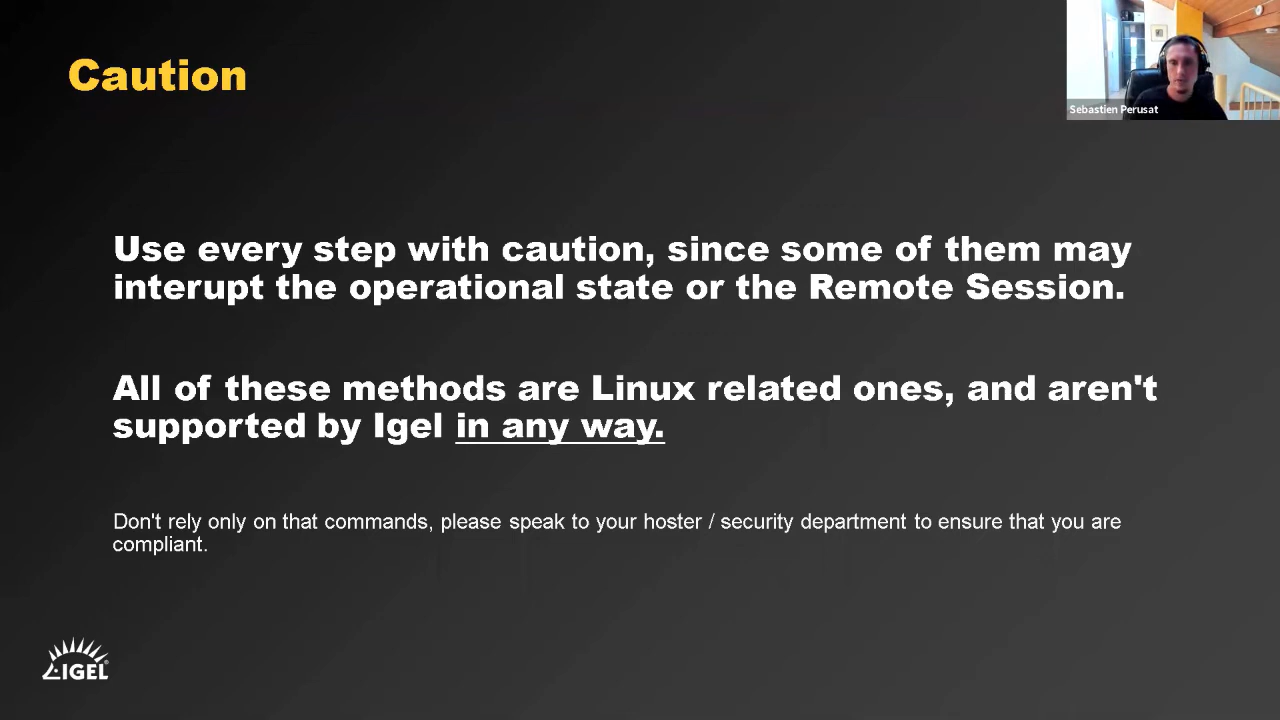 Caution
Sebastien Perusat
Use every step with caution, since some of them may
interupt the operational state or the Remote Session.
All of these methods are Linux related ones, and aren't
supported by Igel in any way.
Don't rely only on that commands, please speak to your hoster / security department to ensure that you are
compliant.
IGEL